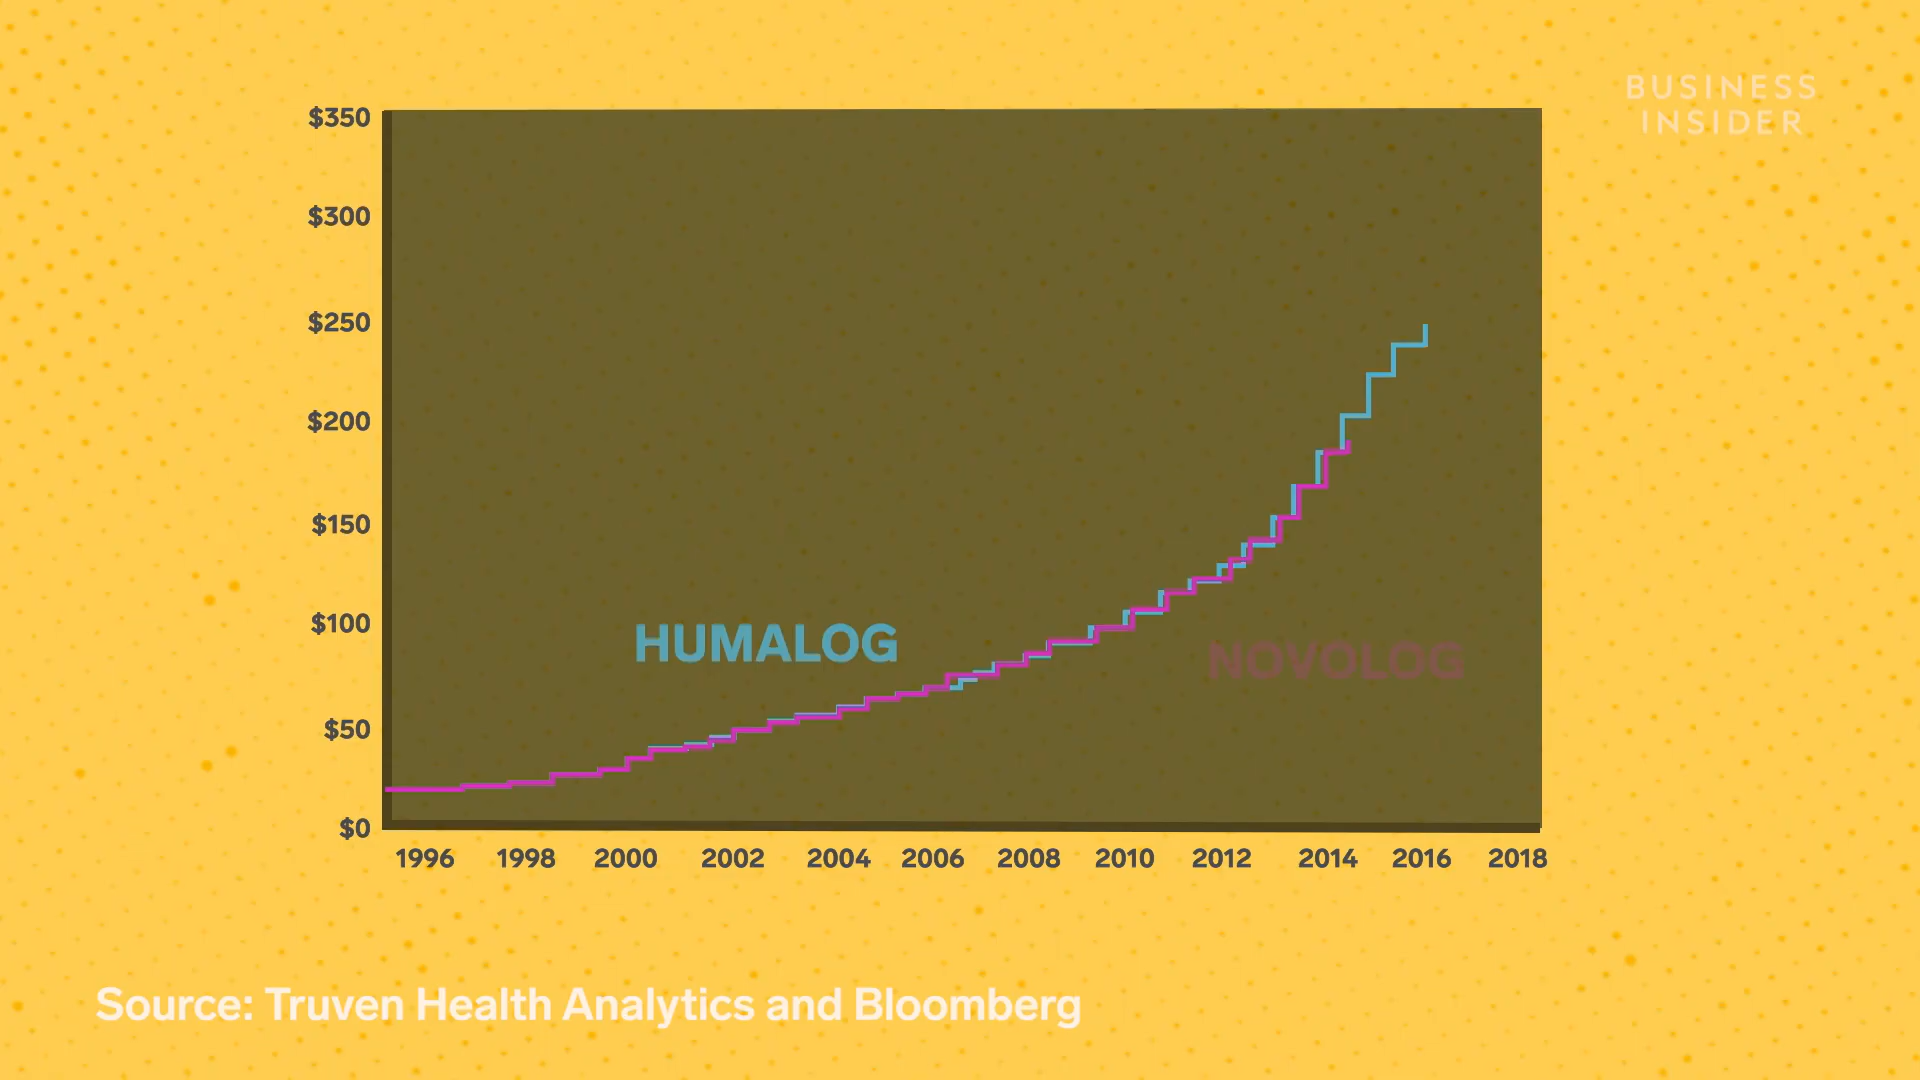 BUSINESS
INSIDER
$350
$300
$250
$200
$150
$100
$50
$0
HUMALOG
NOVOLOG
1996 1998 2000 2002 2004 2006 2008 2010 2012 2014 2016 2018
Source: Truven Health Analytics and Bloomberg